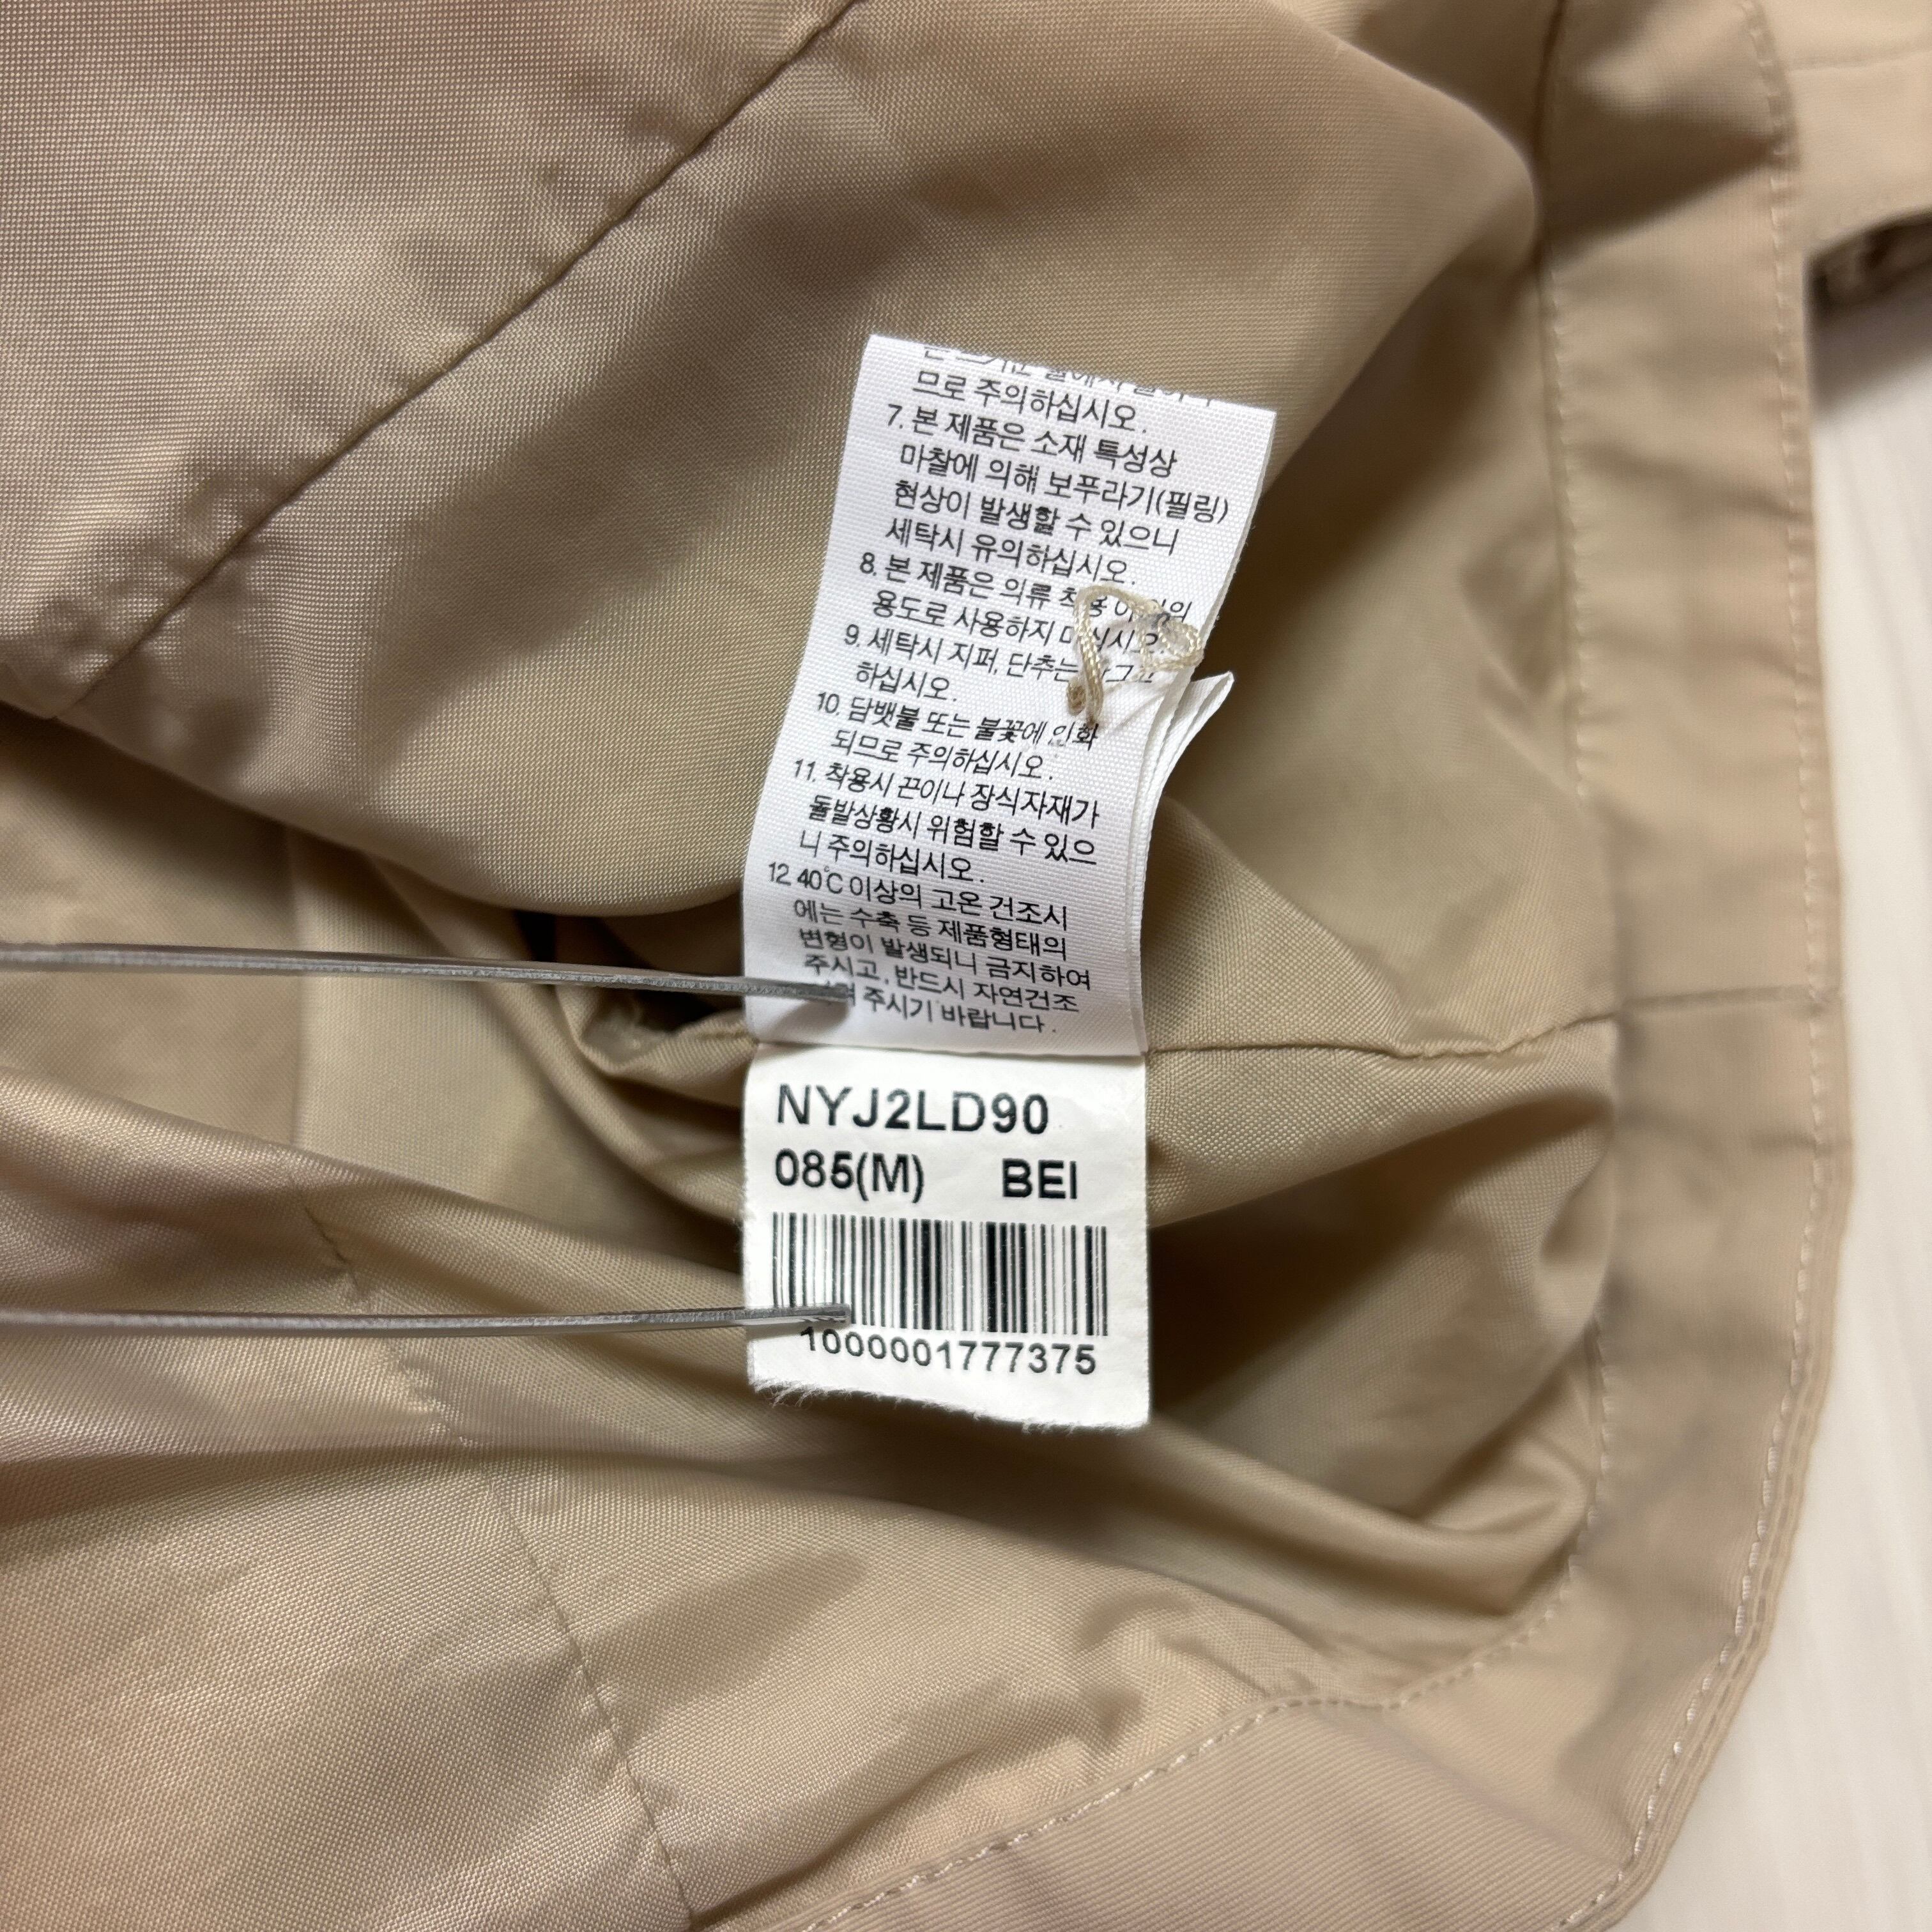 므로 주의하십시오.
7. 본 제품은 소재 특성상
마찰에 의해 보푸라기(필링)
현상이 발생할 수 있으니
세탁시 유의하십시오.
8. 본 제품은 의류
용도로 사용하지
9. 세탁시 지퍼, 단추는
하십시오.
10. 담뱃불 또는 불꽃에 인화
되므로 주의하십시오.
11. 착용시 끈이나 장식자재가
돌발상황시 위험할 수 있으
니 주의하십시오.
12. 40°C 이상의 고온 건조시
에는 수축 등 제품형태의
변형이 발생되니 금지하여
주시고, 반드시 자연건조
주시기 바랍니다.
NYJ2LD90
085(M) BEI
1000001777375